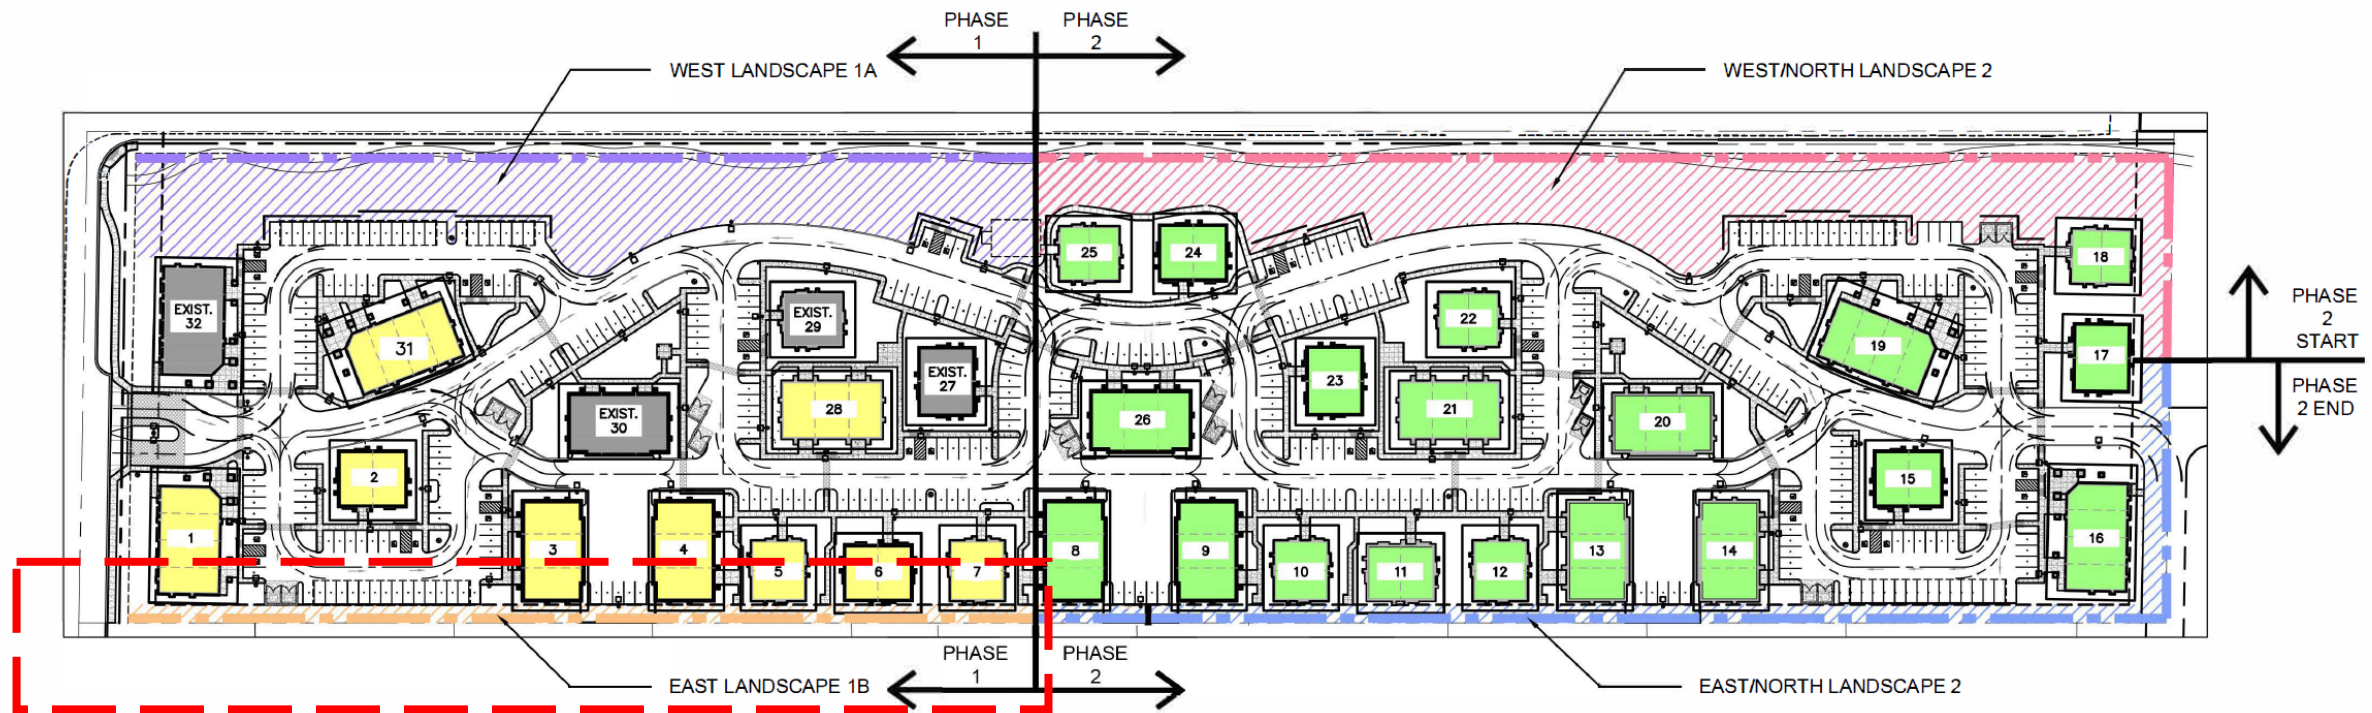 PHASE
1
PHASE
2
WEST LANDSCAPE 1A
WEST/NORTH LANDSCAPE 2
25
24
18
EXIST.
32
31
EXIST.
29
22
19
17
PHASE
2
START
EXIST.
27
23
28
EXIST.
30
26
21
20
PHASE
2 END
2
15
1
3
4
5
6
7
8
9
10
11
12
13
14
16
PHASE
1
PHASE
2
EAST LANDSCAPE 1B
EAST/NORTH LANDSCAPE 2